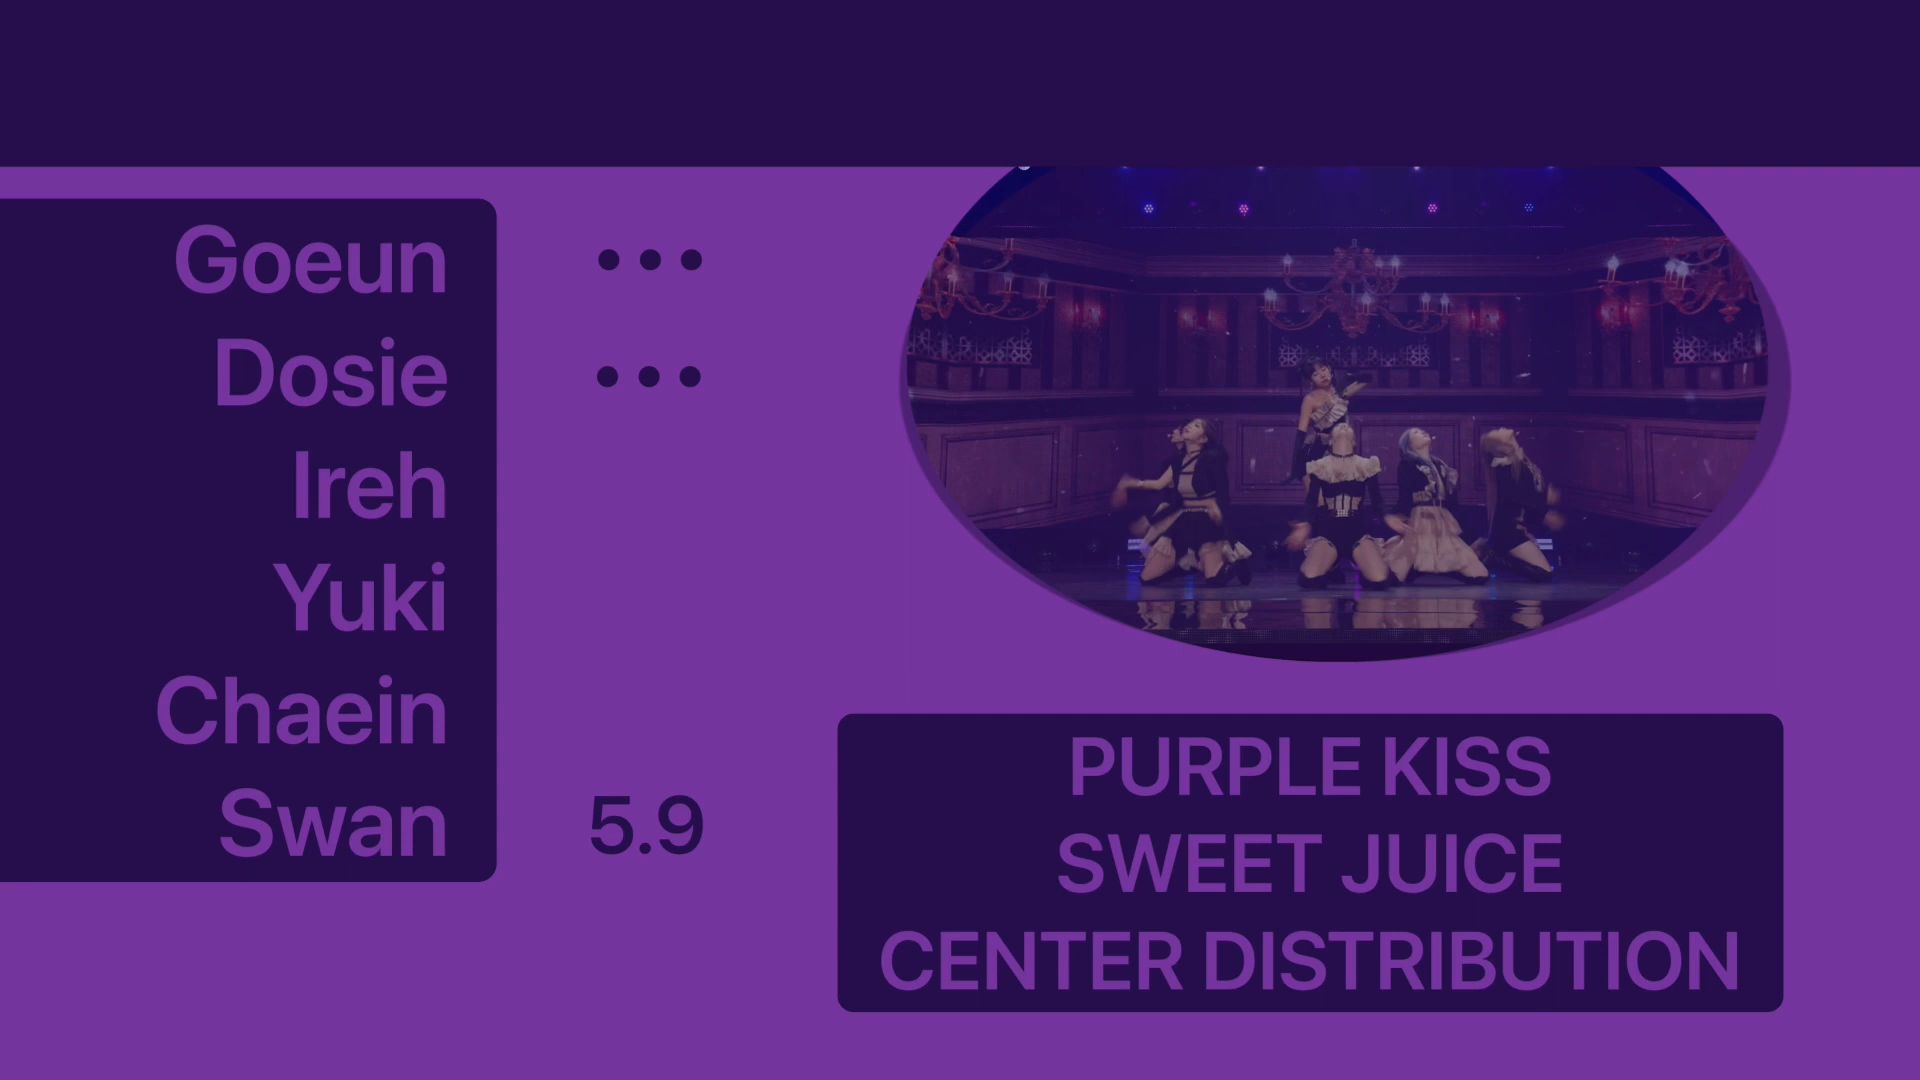 Goeun ...
Dosie ...
Ireh
Yuki
Chaein
Swan 5.9
PURPLE KISS
SWEET JUICE
CENTER DISTRIBUTION